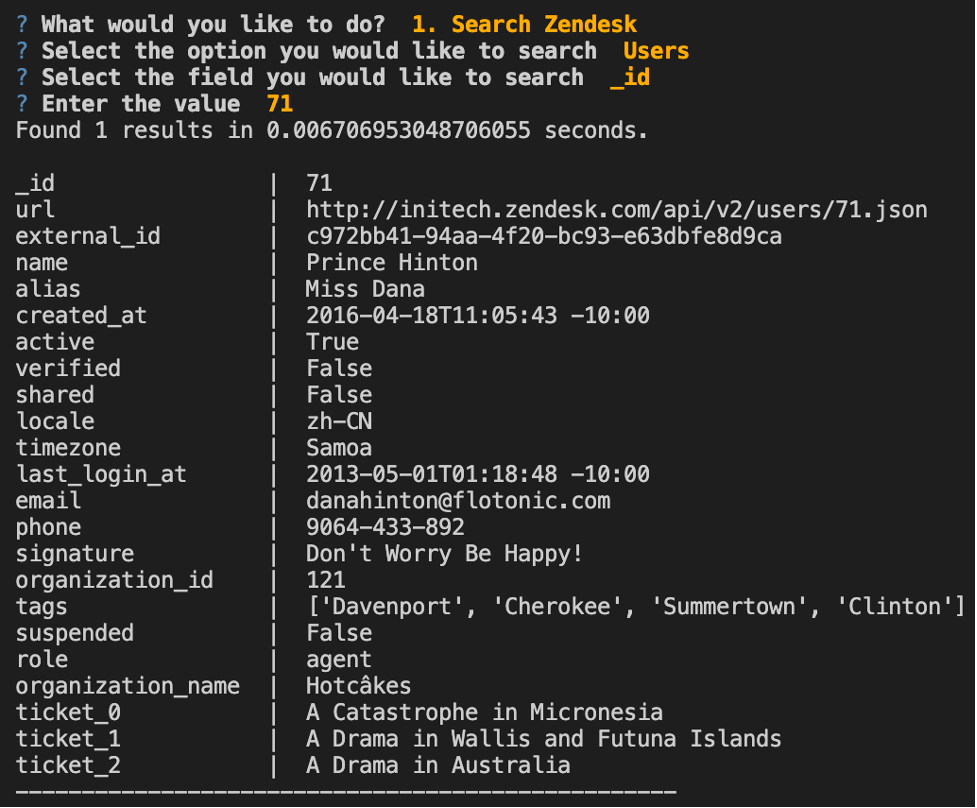 ? What would you like to do?  1. Search Zendesk
? Select the option you would like to search  Users
? Select the field you would like to search  _id
? Enter the value  71
Found 1 results in 0.006706953048706055 seconds.
_id                |  71
url                |  http://initech.zendesk.com/api/v2/users/71.json
external_id        |  c972bb41-94aa-4f20-bc93-e63dbfe8d9ca
name               |  Prince Hinton
alias              |  Miss Dana
created_at         |  2016-04-18T11:05:43 -10:00
active             |  True
verified           |  False
shared             |  False
locale             |  zh-CN
timezone           |  Samoa
last_login_at      |  2013-05-01T01:18:48 -10:00
email              |  danahinton@flotonic.com
phone              |  9064-433-892
signature          |  Don't Worry Be Happy!
organization_id    |  121
tags               |  ['Davenport', 'Cherokee', 'Summertown', 'Clinton']
suspended          |  False
role               |  agent
organization_name  |  Hotcâkes
ticket_0           |  A Catastrophe in Micronesia
ticket_1           |  A Drama in Wallis and Futuna Islands
ticket_2           |  A Drama in Australia
--------------------------------------------------